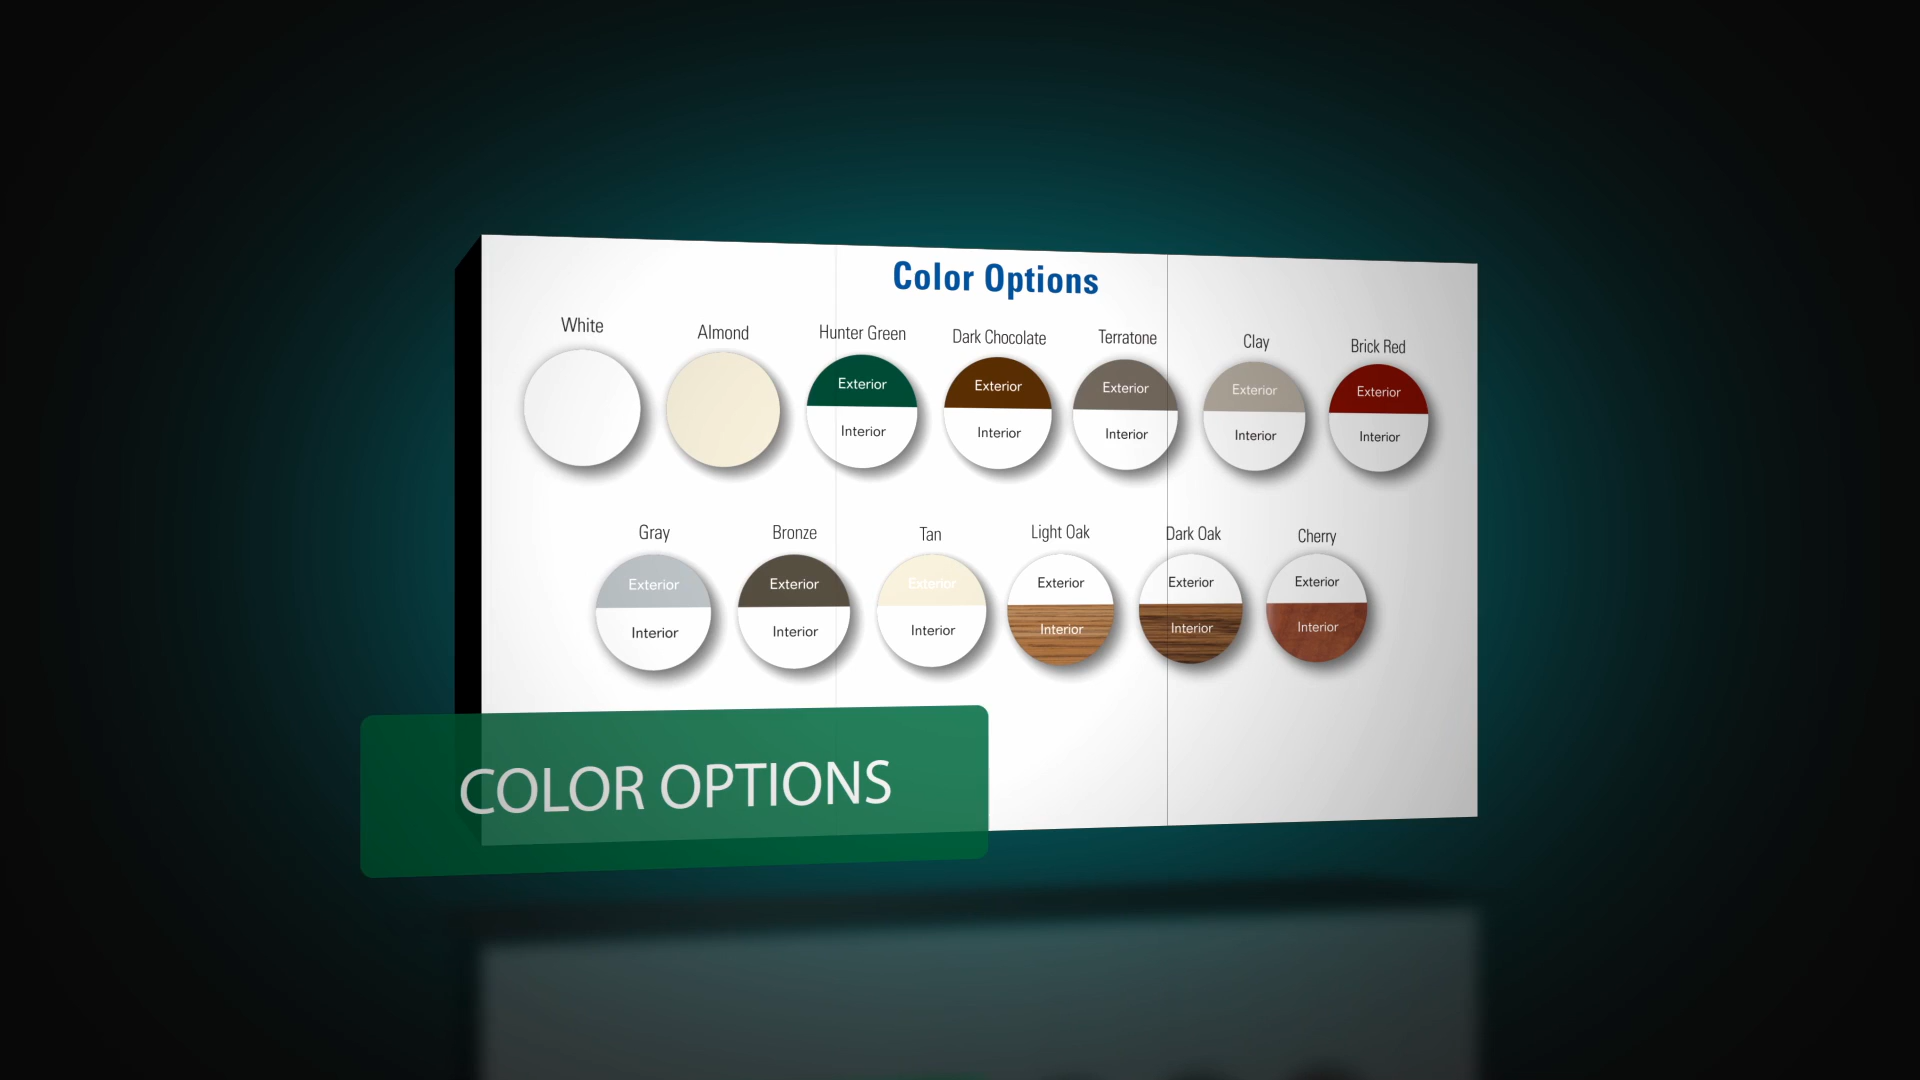 Color Options
White
Almond
Hunter Green
Dark Chocolate
Terratone
Clay
Brick Red
Exterior
Exterior
Exterior
Exterior
Exterior
Interior
Interior
Interior
Interior
Interior
Gray
Bronze
Tan
Light Oak
Dark Oak
Cherry
Exterior
Exterior
Exterior
Exterior
Exterior
Exterior
Interior
Interior
Interior
Interior
Interior
Interior
COLOR OPTIONS